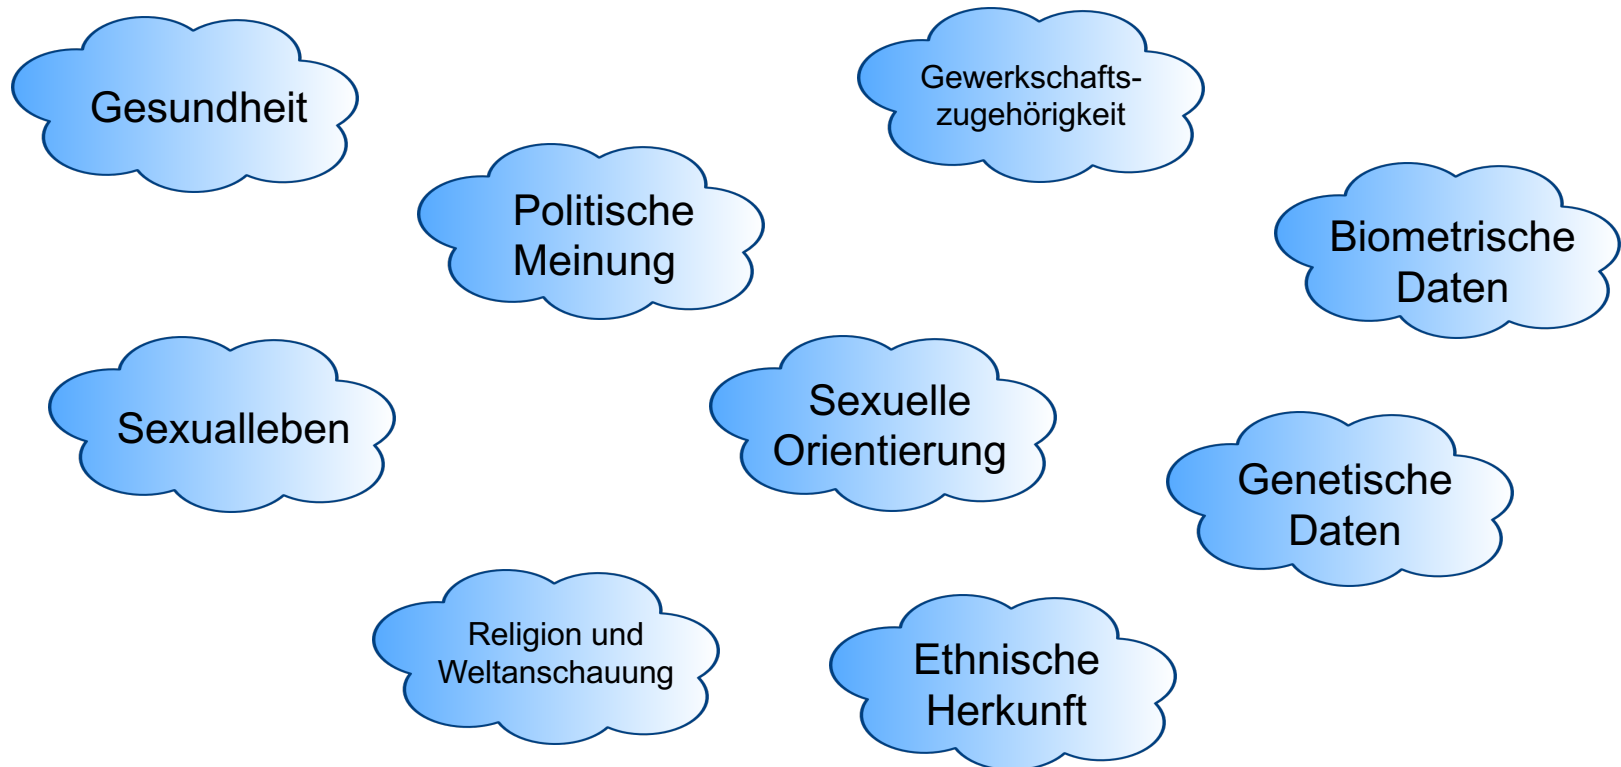 Gesundheit
Gewerkschafts-
zugehörigkeit
Politische
Meinung
Biometrische
Daten
Sexualleben
Sexuelle
Orientierung
Genetische
Daten
Religion und
Weltanschauung
Ethnische
Herkunft